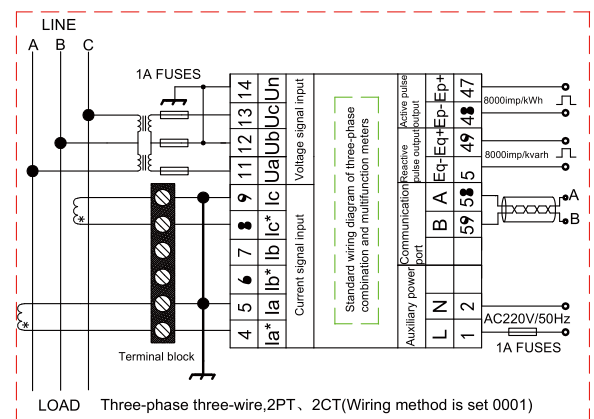 LINE
A B C
1A FUSES
14 Un
13 Uc
12 Ub
11 Ua
Voltage signal input
9 Ic
8 Ic*
7 Ib
6 Ib*
5 Ia
4 Ia*
Current signal input
Terminal block
Standard wiring diagram of three-phase
combination and multifunction meters
Active pulse
output
Ep+ 47
Ep- 48
8000imp/kWh
Reactive
pulse output
Eq+ 49
Eq- 5
8000imp/kvarh
Communication
port
A 58
B 59
A
B
Auxiliary power
N 2
L 1
AC220V/50Hz
1A FUSES
LOAD
Three-phase three-wire,2PT、2CT(Wiring method is set 0001)